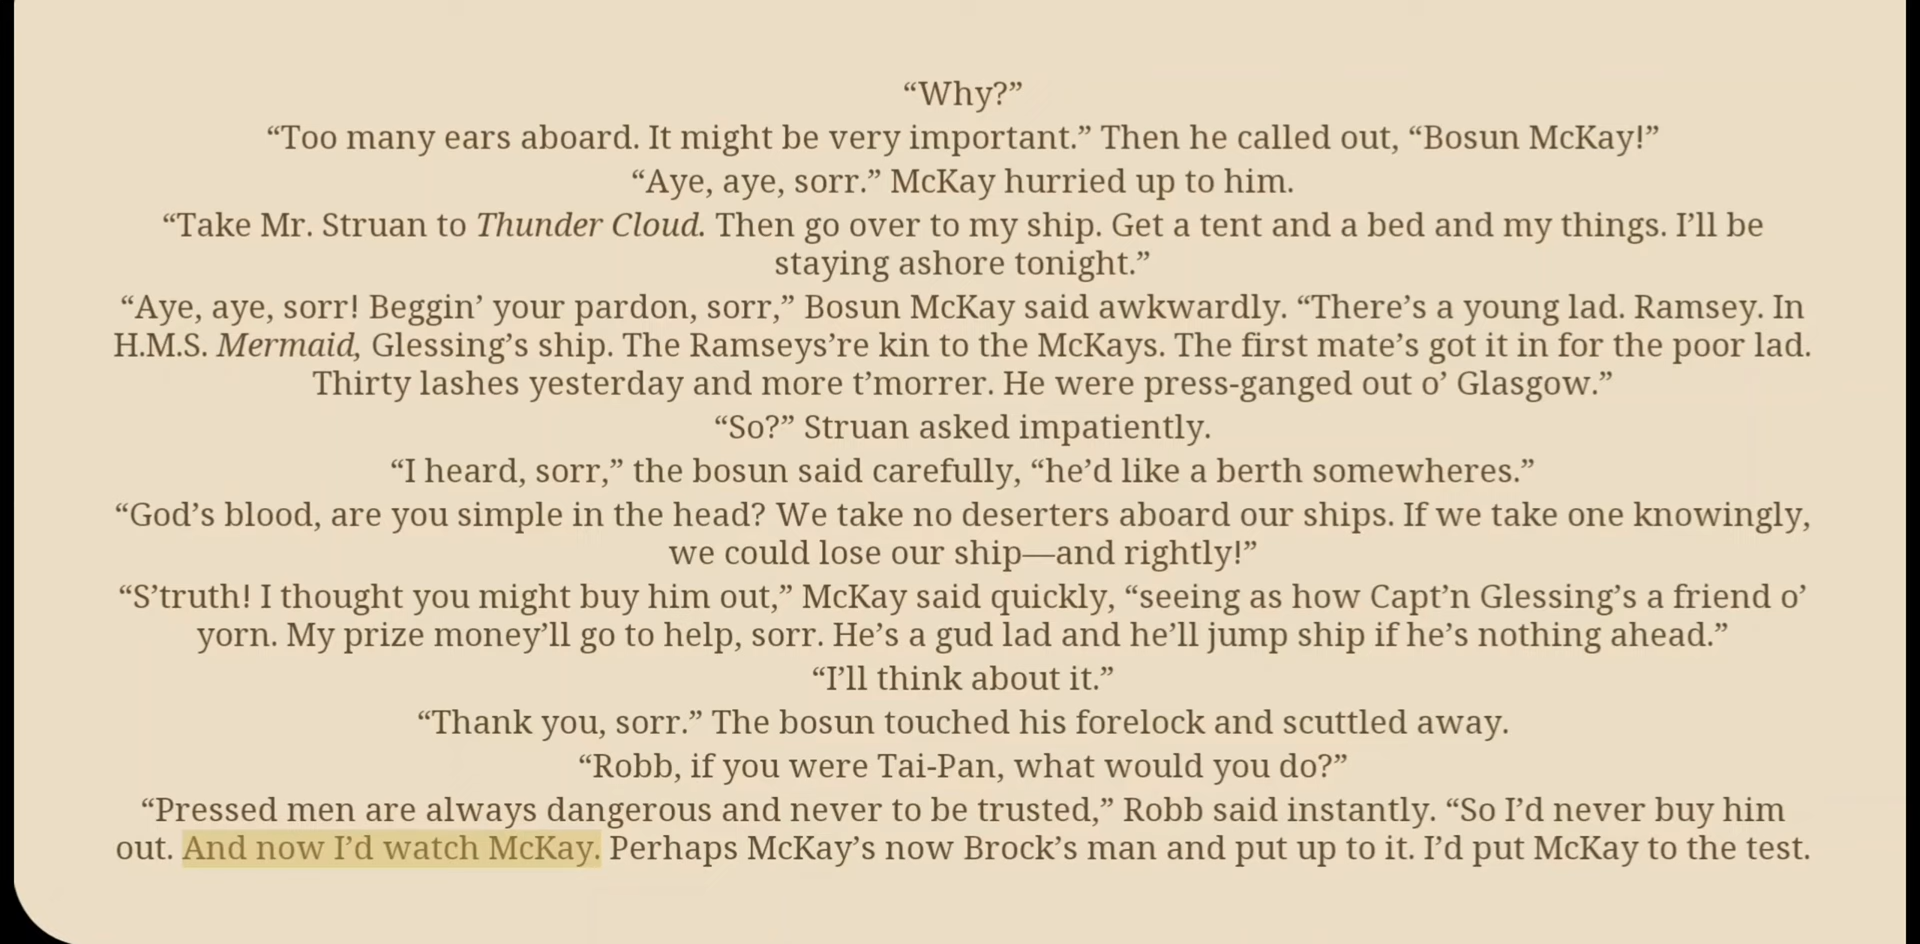 “Why?”
“Too many ears aboard. It might be very important.” Then he called out, “Bosun McKay!”
“Aye, aye, sorr.” McKay hurried up to him.
“Take Mr. Struan to Thunder Cloud. Then go over to my ship. Get a tent and a bed and my things. I’ll be
staying ashore tonight.”
“Aye, aye, sorr! Beggin’ your pardon, sorr,” Bosun McKay said awkwardly. “There’s a young lad. Ramsey. In
H.M.S. Mermaid, Glessing’s ship. The Ramseys’re kin to the McKays. The first mate’s got it in for the poor lad.
Thirty lashes yesterday and more t’morrer. He were press-ganged out o’ Glasgow.”
“So?” Struan asked impatiently.
“I heard, sorr,” the bosun said carefully, “he’d like a berth somewheres.”
“God’s blood, are you simple in the head? We take no deserters aboard our ships. If we take one knowingly,
we could lose our ship—and rightly!”
“S’truth! I thought you might buy him out,” McKay said quickly, “seeing as how Capt’n Glessing’s a friend o’
yorn. My prize money’ll go to help, sorr. He’s a gud lad and he’ll jump ship if he’s nothing ahead.”
“I’ll think about it.”
“Thank you, sorr.” The bosun touched his forelock and scuttled away.
“Robb, if you were Tai-Pan, what would you do?”
“Pressed men are always dangerous and never to be trusted,” Robb said instantly. “So I’d never buy him
out. And now I’d watch McKay. Perhaps McKay’s now Brock’s man and put up to it. I’d put McKay to the test.